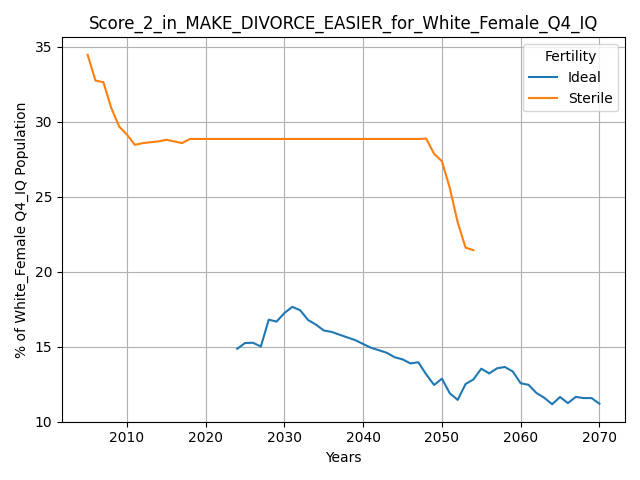 Score_2_in_MAKE_DIVORCE_EASIER_for_White_Female_Q4_IQ
Fertility
Ideal
Sterile
% of White_Female Q4_IQ Population
35
30
25
20
15
10
2010 2020 2030 2040 2050 2060 2070
Years